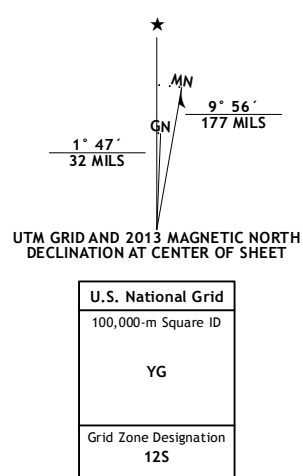 ★
MN
GN
9° 56´
177 MILS
1° 47´
32 MILS
UTM GRID AND 2013 MAGNETIC NORTH
DECLINATION AT CENTER OF SHEET
U.S. National Grid
100,000-m Square ID
YG
Grid Zone Designation
12S